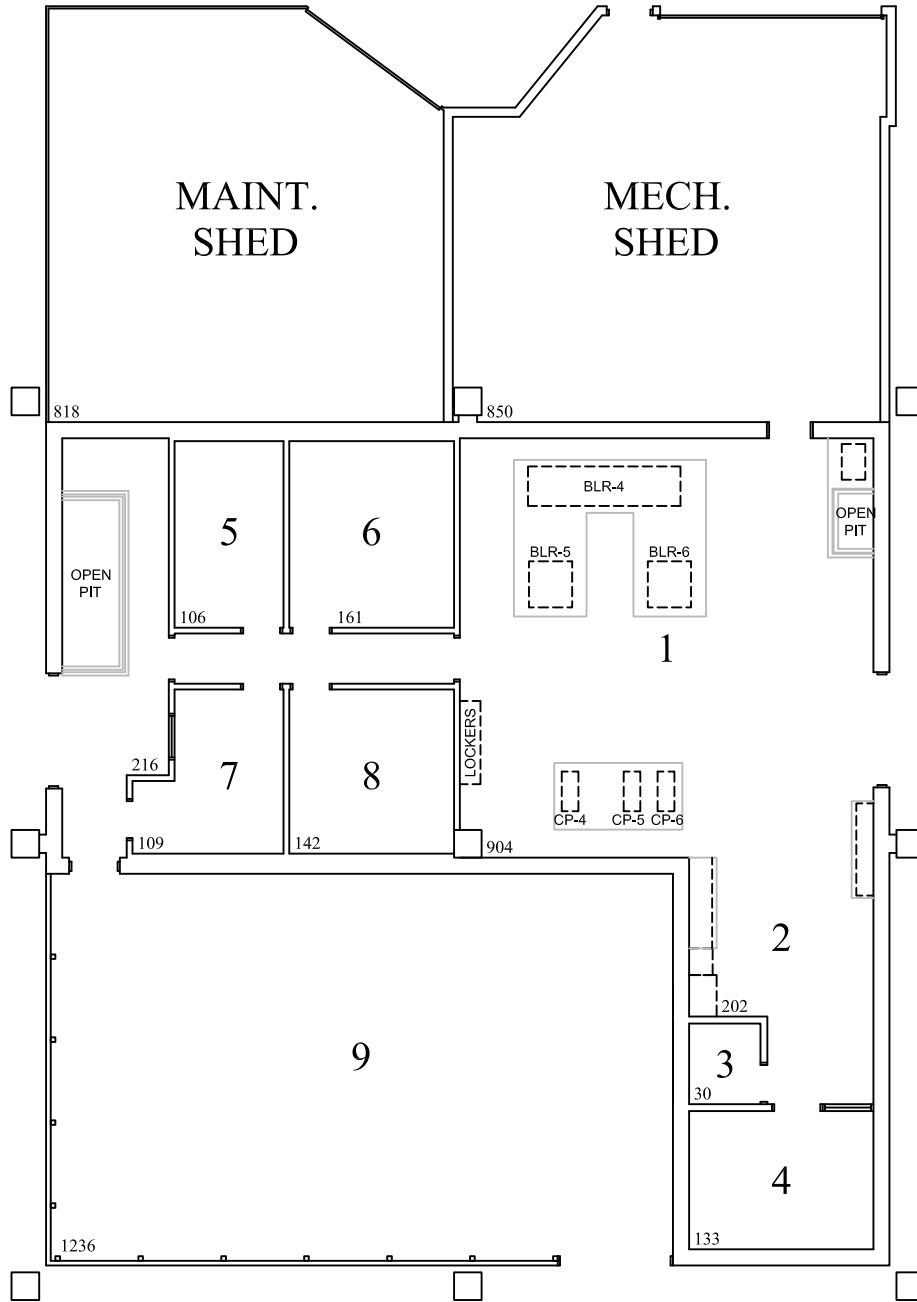 MAINT.
SHED
MECH.
SHED
818
850
BLR-4
OPEN
PIT
5
6
BLR-5
BLR-6
OPEN
PIT
106
161
1
LOCKERS
216
7
8
CP-4
CP-5
CP-6
109
142
904
2
202
9
3
30
4
1236
133